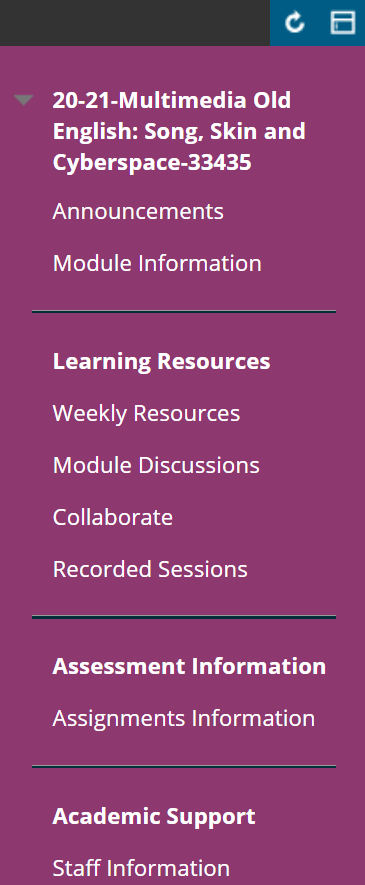 20-21-Multimedia Old
English: Song, Skin and
Cyberspace-33435
Announcements
Module Information
Learning Resources
Weekly Resources
Module Discussions
Collaborate
Recorded Sessions
Assessment Information
Assignments Information
Academic Support
Staff Information